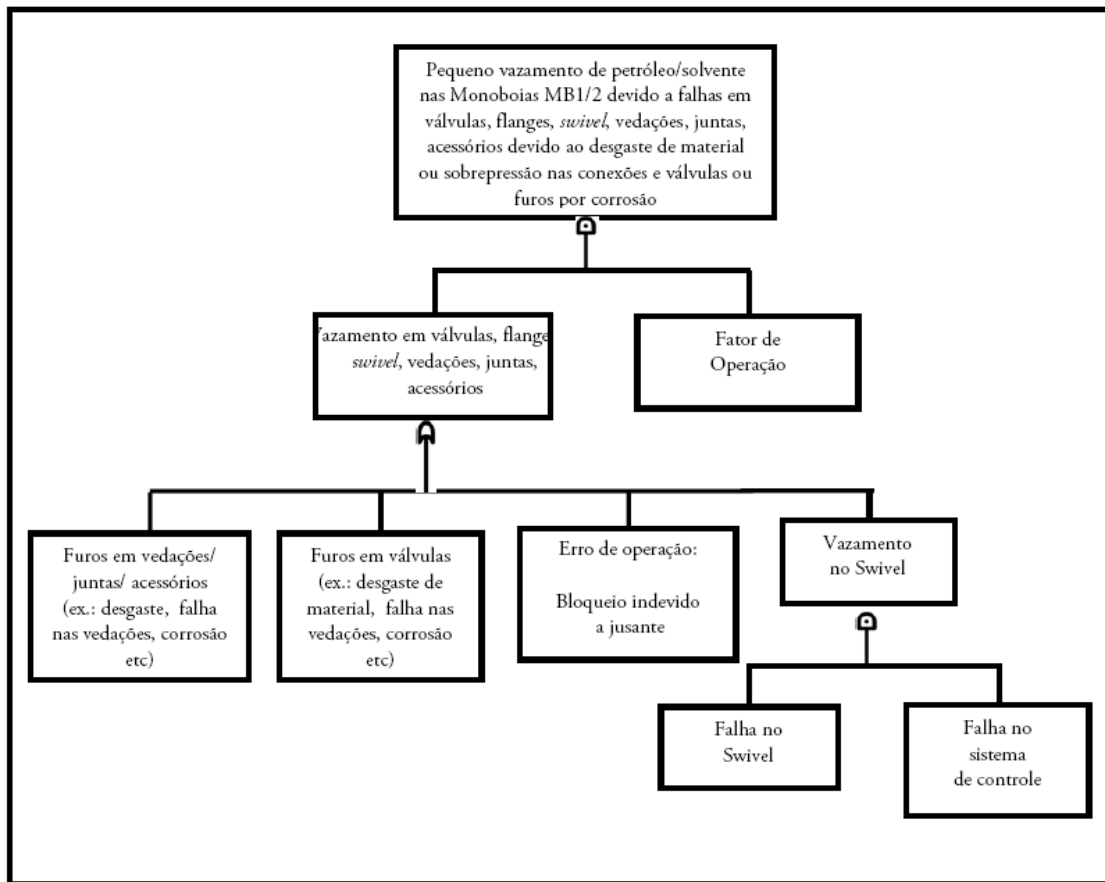 Pequeno vazamento de petróleo/solvente
nas Monoboias MB1/2 devido a falhas em
válvulas, flanges, swivel, vedações, juntas,
acessórios devido ao desgaste de material
ou sobrepressão nas conexões e válvulas ou
furos por corrosão
em válvulas,
swivel, vedações, juntas,
acessórios
Fator de
Operação
Furos em vedações/
juntas/ acessórios
(ex.: desgaste, falha
nas vedações, corrosão
etc)
Furos em válvulas
(ex.: desgaste de
material, falha nas
vedações, corrosão
etc)
Erro de operação:
Bloqueio indevido
a jusante
Vazamento
no Swivel
Falha no
Swivel
Falha no
sistema
de controle